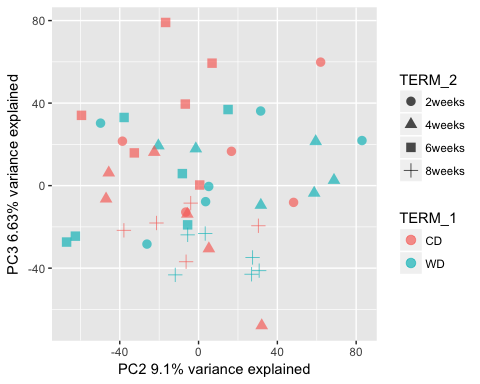 80
40
0
-40
-40
0
40
80
PC3 6.63% variance explained
PC2 9.1% variance explained
TERM_2
2weeks
4weeks
6weeks
8weeks
TERM_1
CD
WD